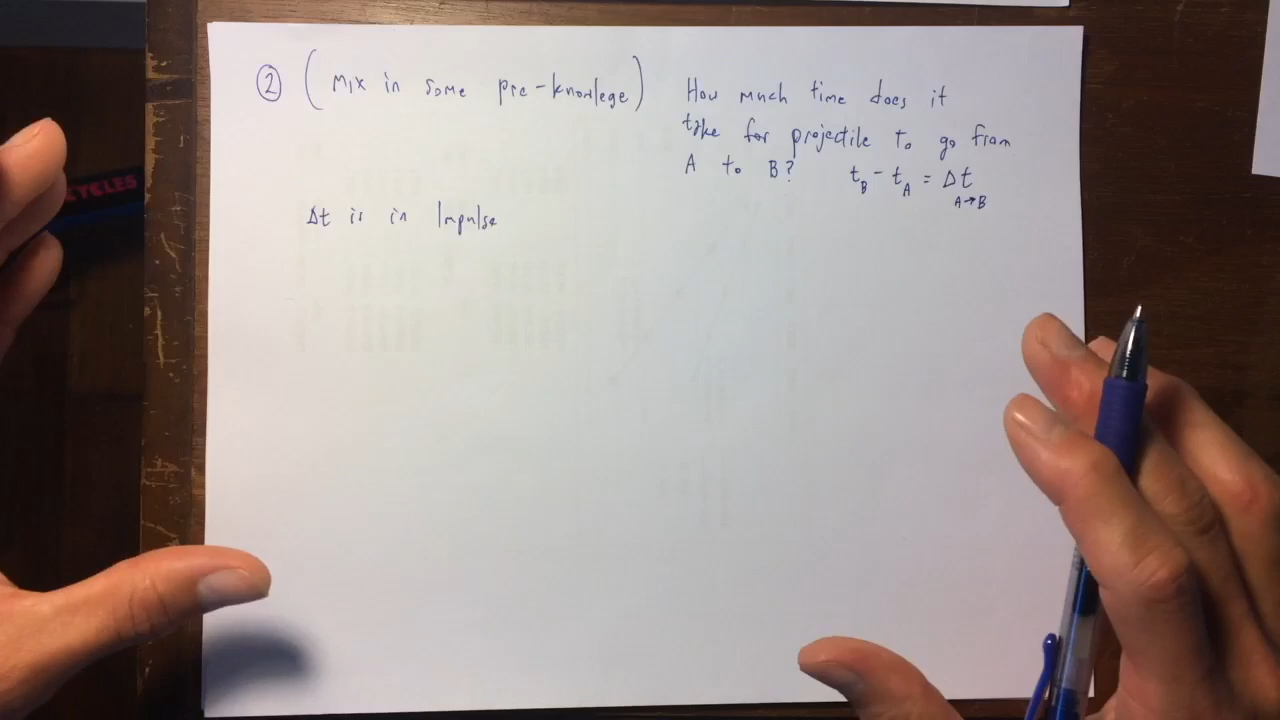 ② (Mix in some pre-knowlege) How much time does it
take for projectile to go from
A to B? t_B - t_A = Δt_A→B
Δt is in Impulse
CYCLES